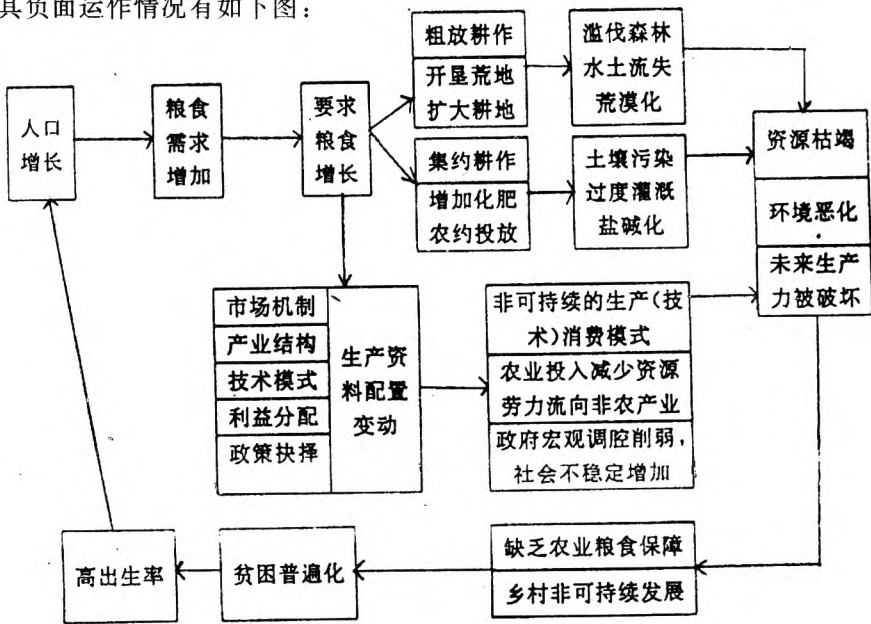 其负面运作情况有如下图：
人口
增长
粮食
需求
增加
要求
粮食
增长
粗放耕作
开垦荒地
扩大耕地
集约耕作
增加化肥
农约投放
滥伐森林
水土流失
荒漠化
土壤污染
过度灌溉
盐碱化
资源枯竭
环境恶化
未来生产
力被破坏
市场机制
产业结构
技术模式
利益分配
政策抉择
生产资
料配置
变动
非可持续的生产(技
术)消费模式
农业投入减少资源
劳力流向非农产业
政府宏观调腔削弱，
社会不稳定增加
缺乏农业粮食保障
乡村非可持续发展
贫困普遍化
高出生率